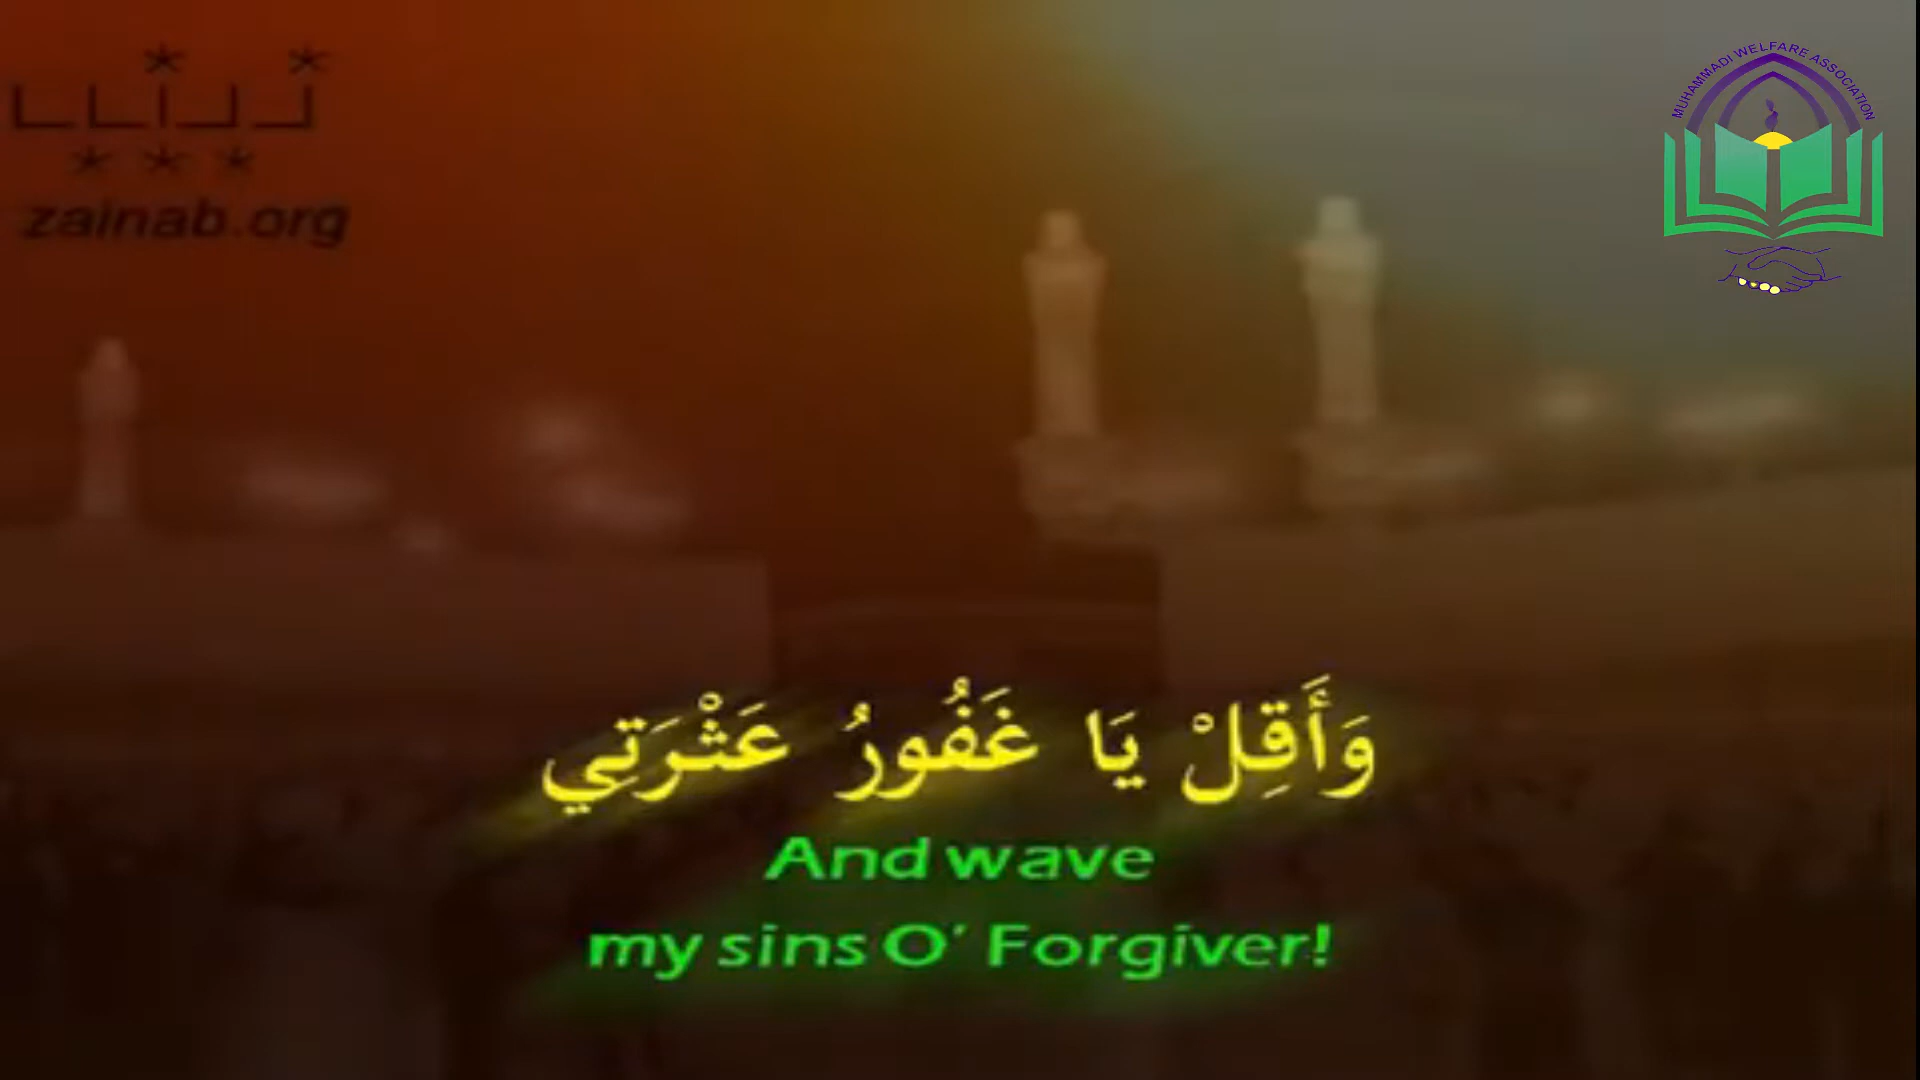 MUHAMMADI WELFARE ASSOCIATION
zainab.org
وَأَقِلْ يَا غَفُورُ عَثْرَتِي
And wave
my sins O' Forgiver!